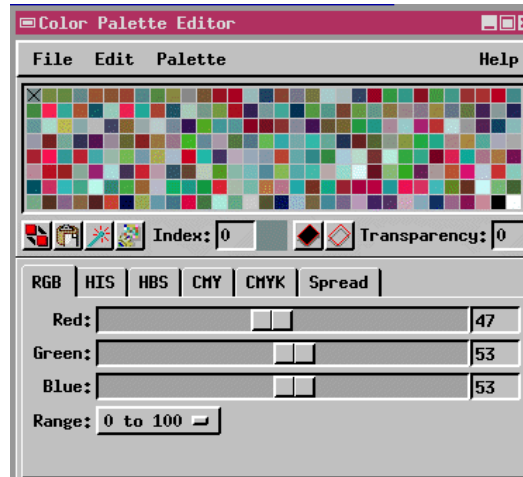 Color Palette Editor
File Edit Palette Help
Index: 0 Transparency: 0
RGB HIS HBS CMY CMYK Spread
Red: 47
Green: 53
Blue: 53
Range: 0 to 100